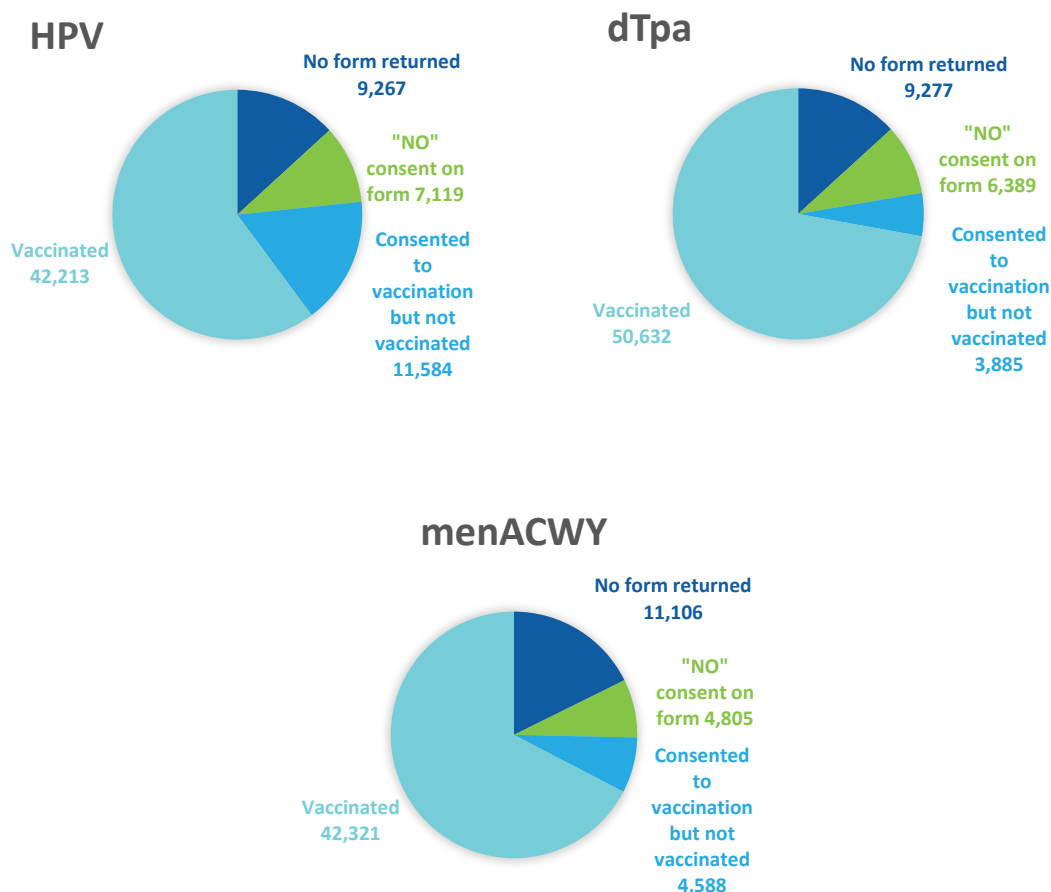 HPV
No form returned
9,267
"NO"
consent on
form 7,119
Consented
to
vaccination
but not
vaccinated
11,584
Vaccinated
42,213
dTpa
No form returned
9,277
"NO"
consent on
form 6,389
Consented
to
vaccination
but not
vaccinated
3,885
Vaccinated
50,632
menACWY
No form returned
11,106
"NO"
consent on
form 4,805
Consented
to
vaccination
but not
vaccinated
4,588
Vaccinated
42,321